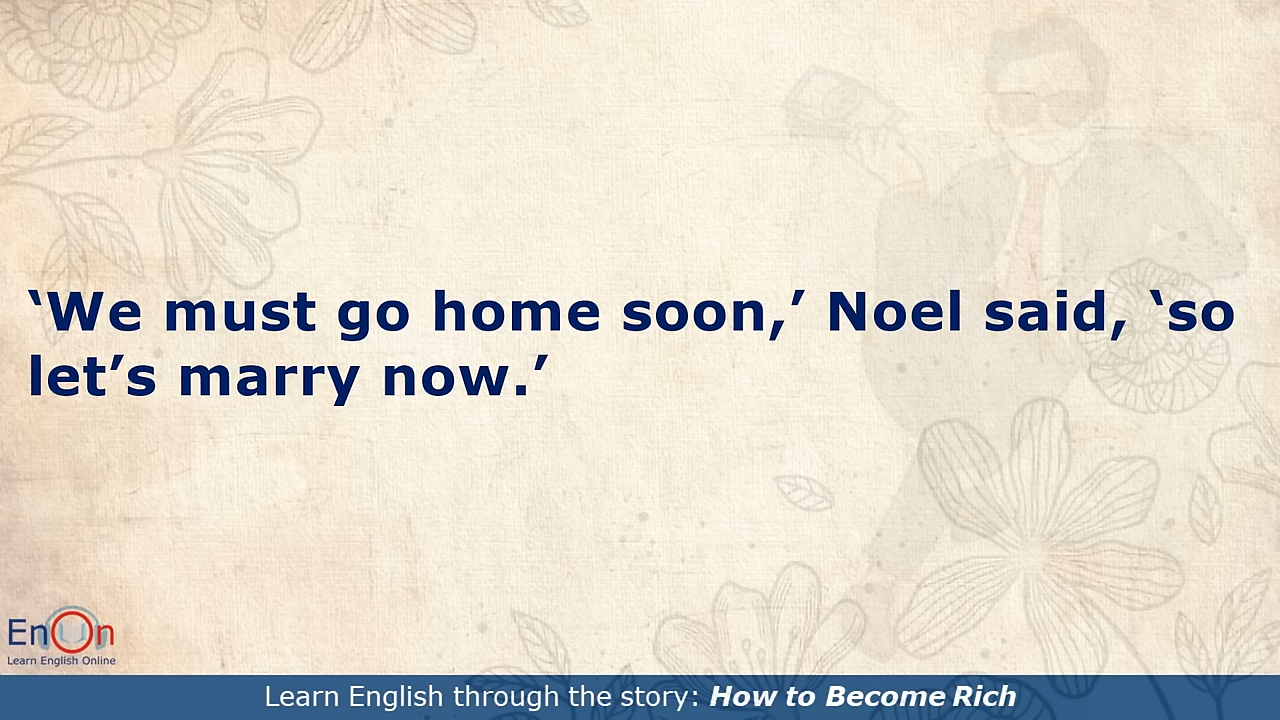 ‘We must go home soon,’ Noel said, ‘so
let’s marry now.’
EnOn
Learn English Online
Learn English through the story: How to Become Rich